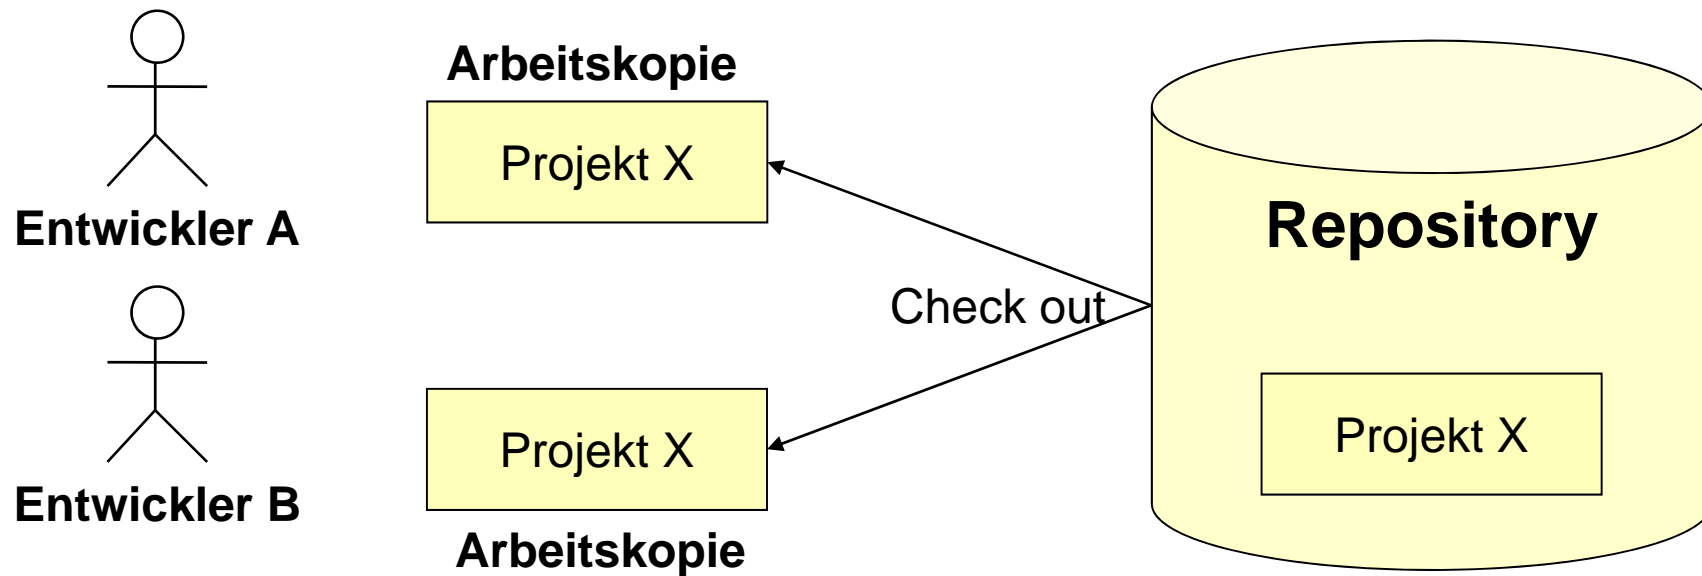 Arbeitskopie
Projekt X
Entwickler A
Repository
Check out
Projekt X
Projekt X
Entwickler B
Arbeitskopie